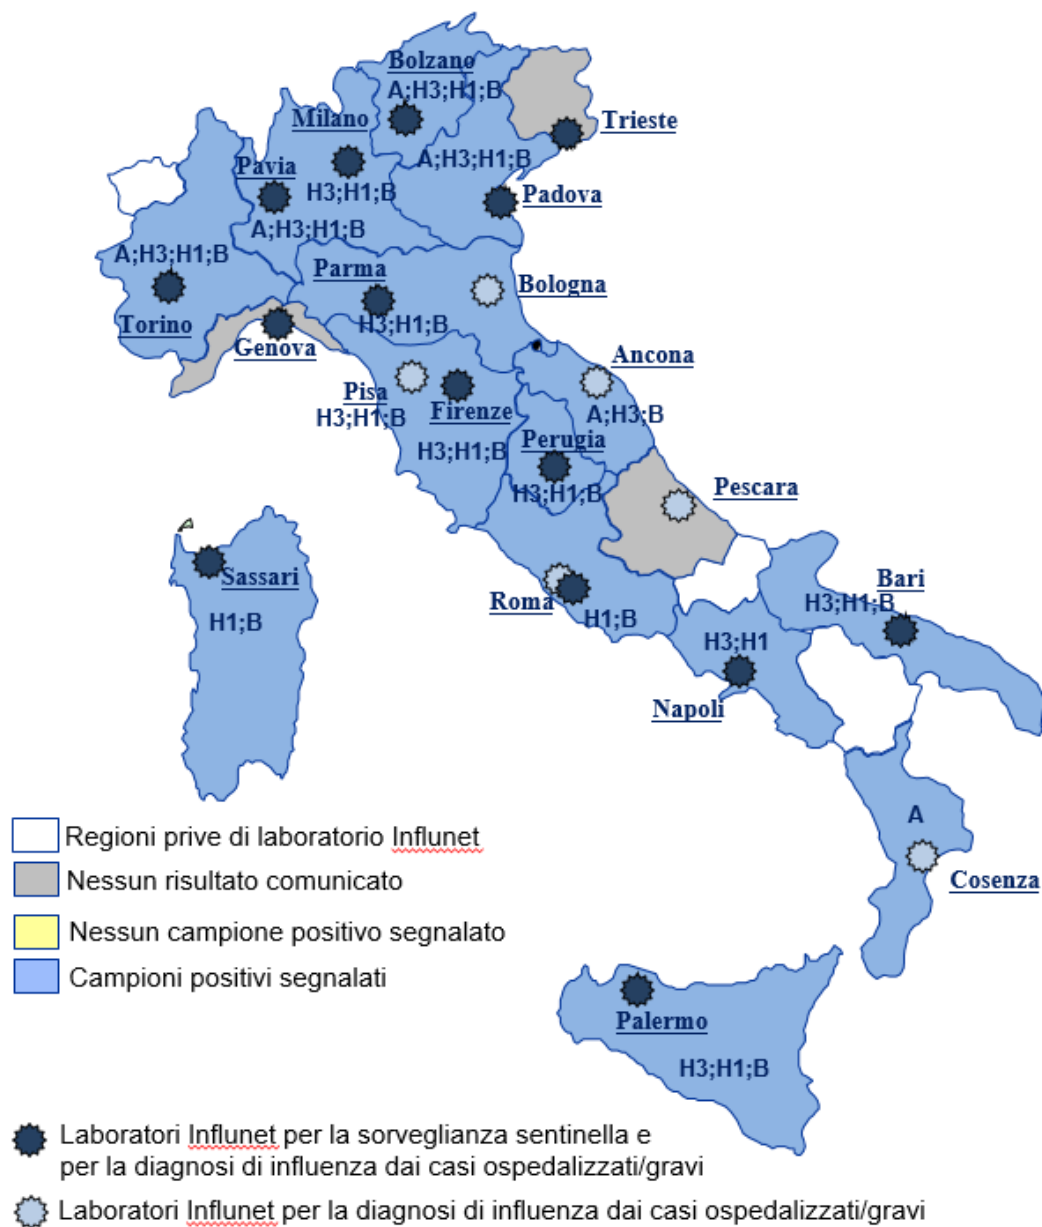 Bolzano
A;H3;H1;B
Milano
Trieste
A;H3;H1;B
Pavia
H3;H1;B
Padova
A;H3;H1;B
A;H3;H1;B
Parma
Bologna
Torino
H3;H1;B
Genova
Ancona
Pisa
Firenze
H3;H1;B
A;H3;B
Perugia
H3;H1;B
H3;H1;B
Pescara
Sassari
Roma
Bari
H3;H1;B
H1;B
H1;B
H3;H1
Napoli
A
Cosenza
Regioni prive di laboratorio Influnet
Nessun risultato comunicato
Nessun campione positivo segnalato
Campioni positivi segnalati
Palermo
H3;H1;B
Laboratori Influnet per la sorveglianza sentinella e
per la diagnosi di influenza dai casi ospedalizzati/gravi
Laboratori Influnet per la diagnosi di influenza dai casi ospedalizzati/gravi